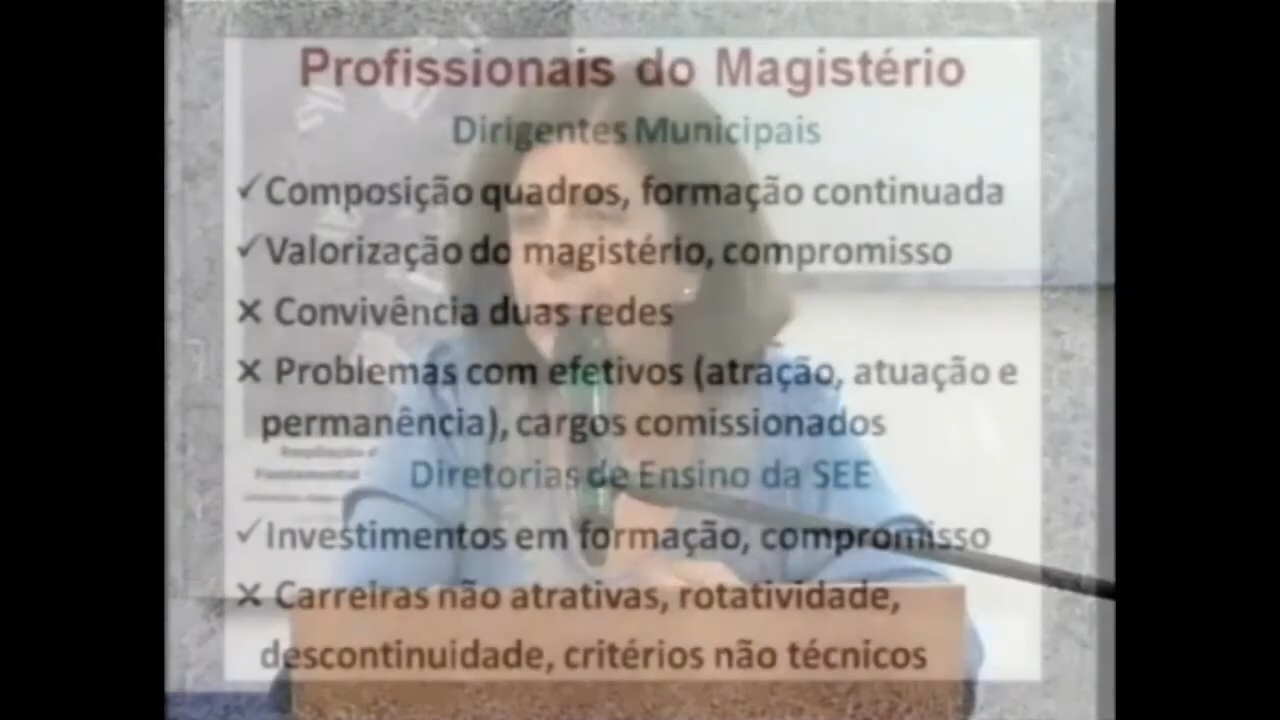 Profissionais do Magistério
Dirigentes Municipais
✓Composição quadros, formação continuada
✓Valorização do magistério, compromisso
× Convivência duas redes
× Problemas com efetivos (atração, atuação e
permanência), cargos comissionados
Fundamental
Diretorias de Ensino da SEE
✓Investimentos em formação, compromisso
× Carreiras não atrativas, rotatividade,
descontinuidade, critérios não técnicos